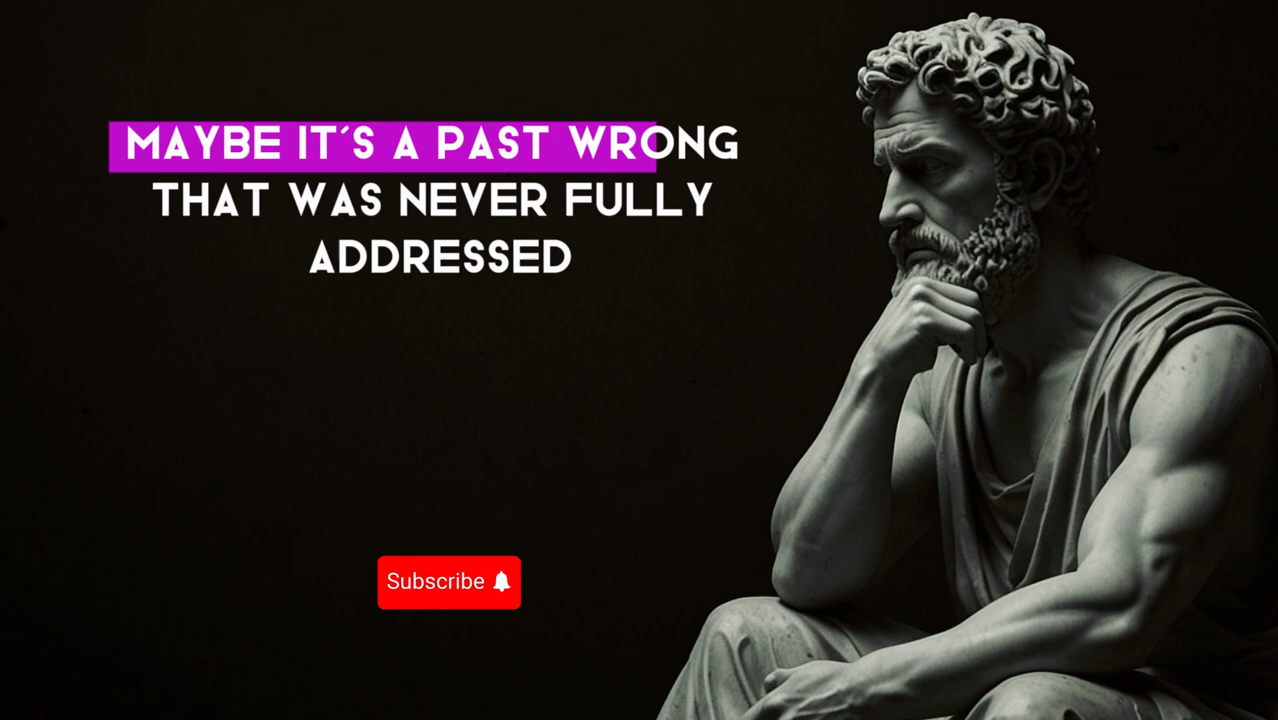 MAYBE IT'S A PAST WRONG
THAT WAS NEVER FULLY
ADDRESSED
Subscribe